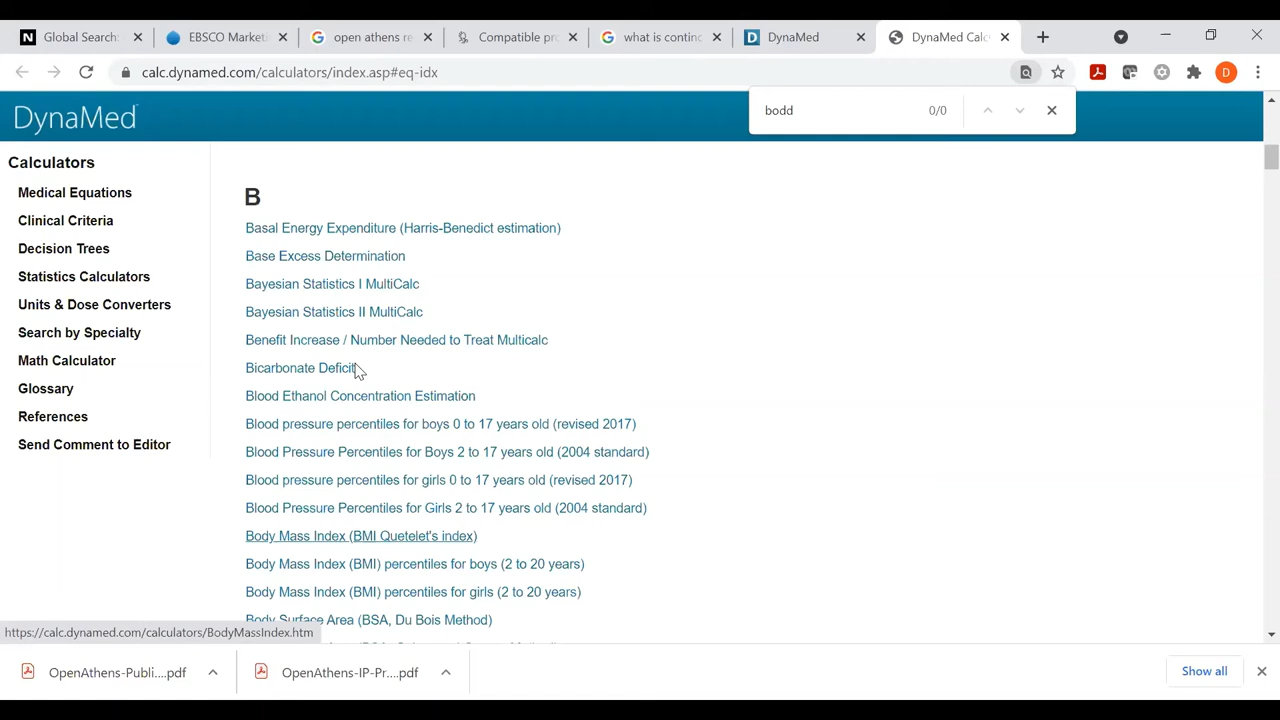 Global Search:
EBSCO Marketi
open athens re
Compatible pro
what is contino
DynaMed
DynaMed Calc
calc.dynamed.com/calculators/index.asp#eq-idx
D
bodd 0/0
DynaMed
Calculators
Medical Equations
Clinical Criteria
Decision Trees
Statistics Calculators
Units & Dose Converters
Search by Specialty
Math Calculator
Glossary
References
Send Comment to Editor
B
Basal Energy Expenditure (Harris-Benedict estimation)
Base Excess Determination
Bayesian Statistics I MultiCalc
Bayesian Statistics II MultiCalc
Benefit Increase / Number Needed to Treat Multicalc
Bicarbonate Deficit
Blood Ethanol Concentration Estimation
Blood pressure percentiles for boys 0 to 17 years old (revised 2017)
Blood Pressure Percentiles for Boys 2 to 17 years old (2004 standard)
Blood pressure percentiles for girls 0 to 17 years old (revised 2017)
Blood Pressure Percentiles for Girls 2 to 17 years old (2004 standard)
Body Mass Index (BMI Quetelet's index)
Body Mass Index (BMI) percentiles for boys (2 to 20 years)
Body Mass Index (BMI) percentiles for girls (2 to 20 years)
Body Surface Area (BSA, Du Bois Method)
https://calc.dynamed.com/calculators/BodyMassIndex.htm
OpenAthens-Publi....pdf
OpenAthens-IP-Pr....pdf
Show all